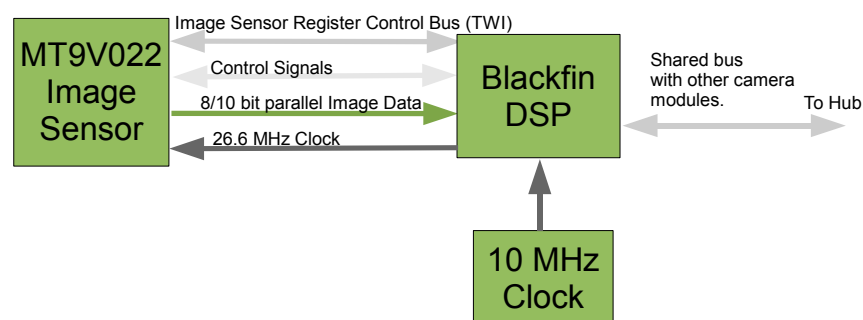 Image Sensor Register Control Bus (TWI)
MT9V022
Image
Sensor
Control Signals
8/10 bit parallel Image Data
26.6 MHz Clock
Blackfin
DSP
Shared bus
with other camera
modules.
To Hub
10 MHz
Clock